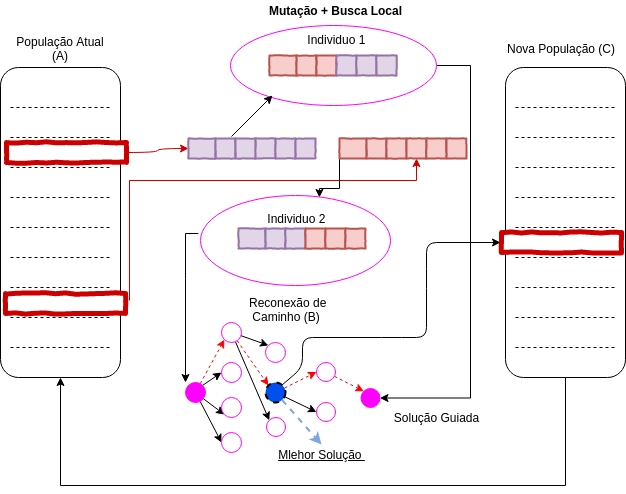 Mutação + Busca Local
População Atual
(A)
Individuo 1
Nova População (C)
Individuo 2
Reconexão de
Caminho (B)
Solução Guiada
Mlehor Solução